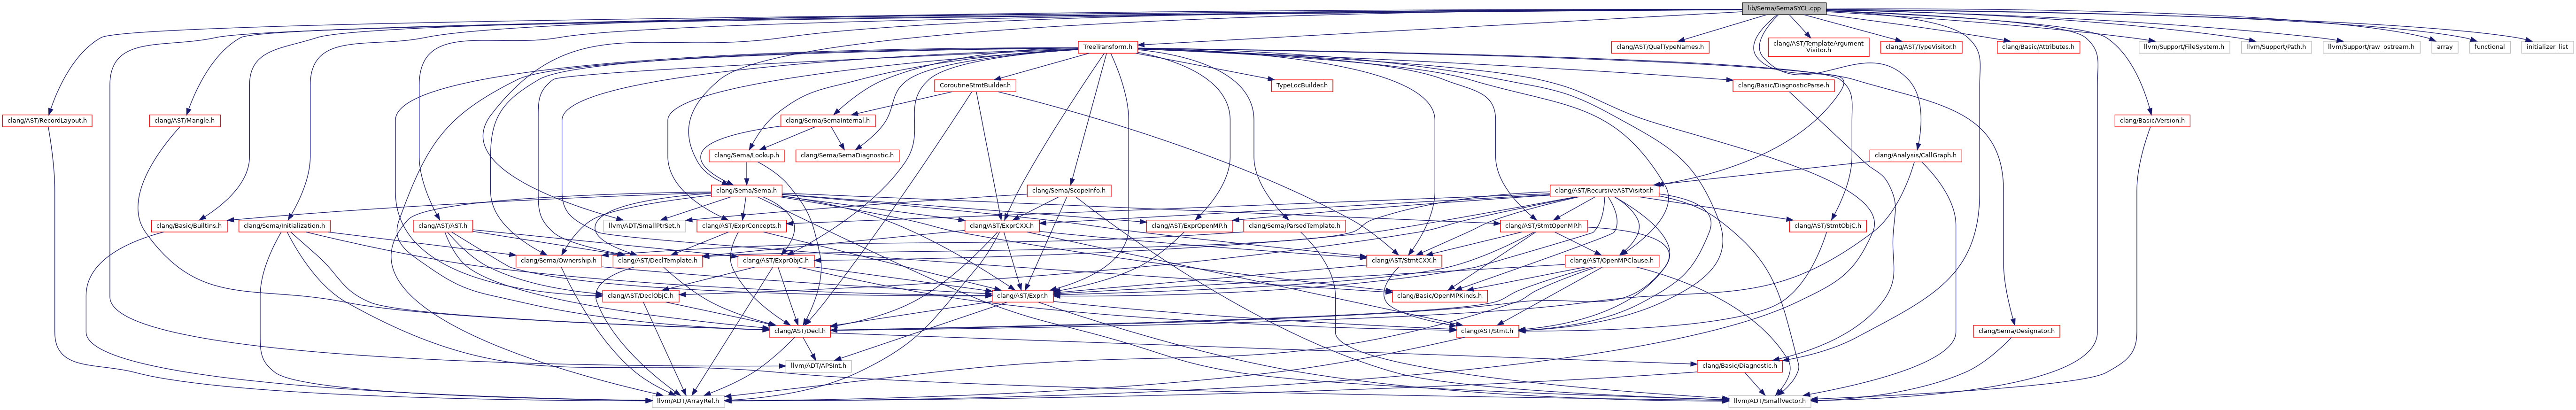 lib/Sema/SemaSYCL.cpp
TreeTransform.h
clang/AST/QualTypeNames.h
clang/AST/TemplateArgument
Visitor.h
clang/AST/TypeVisitor.h
clang/Basic/Attributes.h
llvm/Support/FileSystem.h
llvm/Support/Path.h
llvm/Support/raw_ostream.h
array
functional
initializer_list
CoroutineStmtBuilder.h
TypeLocBuilder.h
clang/Basic/DiagnosticParse.h
clang/AST/RecordLayout.h
clang/AST/Mangle.h
clang/Sema/SemaInternal.h
clang/Basic/Version.h
clang/Sema/Lookup.h
clang/Sema/SemaDiagnostic.h
clang/Analysis/CallGraph.h
clang/Sema/Sema.h
clang/Sema/ScopeInfo.h
clang/AST/RecursiveASTVisitor.h
clang/Basic/Builtins.h
clang/Sema/Initialization.h
clang/AST/AST.h
llvm/ADT/SmallPtrSet.h
clang/AST/ExprConcepts.h
clang/AST/ExprCXX.h
clang/AST/ExprOpenMP.h
clang/Sema/ParsedTemplate.h
clang/AST/StmtOpenMP.h
clang/AST/StmtObjC.h
clang/Sema/Ownership.h
clang/AST/DeclTemplate.h
clang/AST/ExprObjC.h
clang/AST/StmtCXX.h
clang/AST/OpenMPClause.h
clang/AST/DeclObjC.h
clang/AST/Expr.h
clang/Basic/OpenMPKinds.h
clang/AST/Decl.h
clang/AST/Stmt.h
clang/Sema/Designator.h
llvm/ADT/APSInt.h
clang/Basic/Diagnostic.h
llvm/ADT/ArrayRef.h
llvm/ADT/SmallVector.h